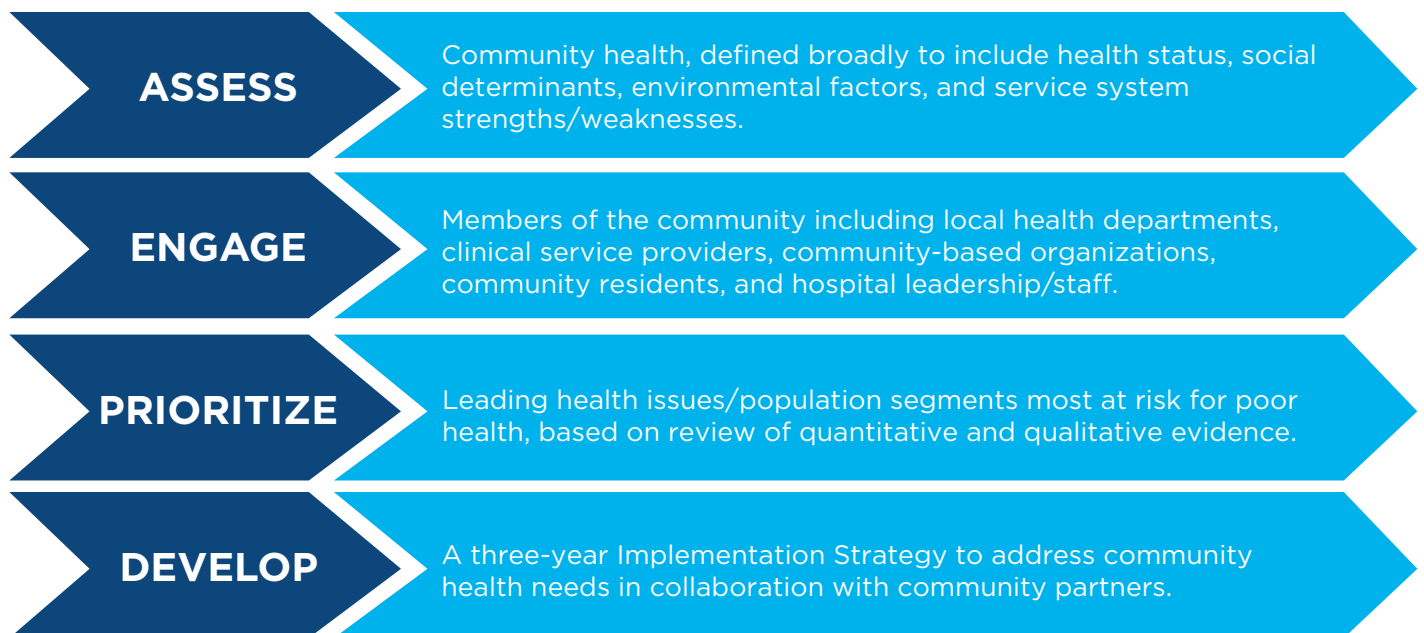 ASSESS
Community health, defined broadly to include health status, social
determinants, environmental factors, and service system
strengths/weaknesses.
ENGAGE
Members of the community including local health departments,
clinical service providers, community-based organizations,
community residents, and hospital leadership/staff.
PRIORITIZE
Leading health issues/population segments most at risk for poor
health, based on review of quantitative and qualitative evidence.
DEVELOP
A three-year Implementation Strategy to address community
health needs in collaboration with community partners.